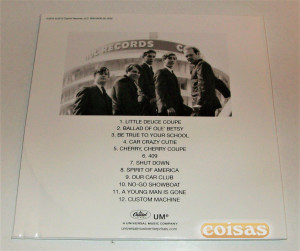 RECORDS
1. LITTLE DEUCE COUPE
2. BALLAD OF OLE' BETSY
3. BE TRUE TO YOUR SCHOOL
4. CAR CRAZY CUTIE
5. CHERRY, CHERRY COUPE
6. 409
7. SHUT DOWN
8. SPIRIT OF AMERICA
9. OUR CAR CLUB
10. NO-GO SHOWBOAT
11. A YOUNG MAN IS GONE
12. CUSTOM MACHINE
Capitol UM
A UNIVERSAL MUSIC COMPANY
coisas